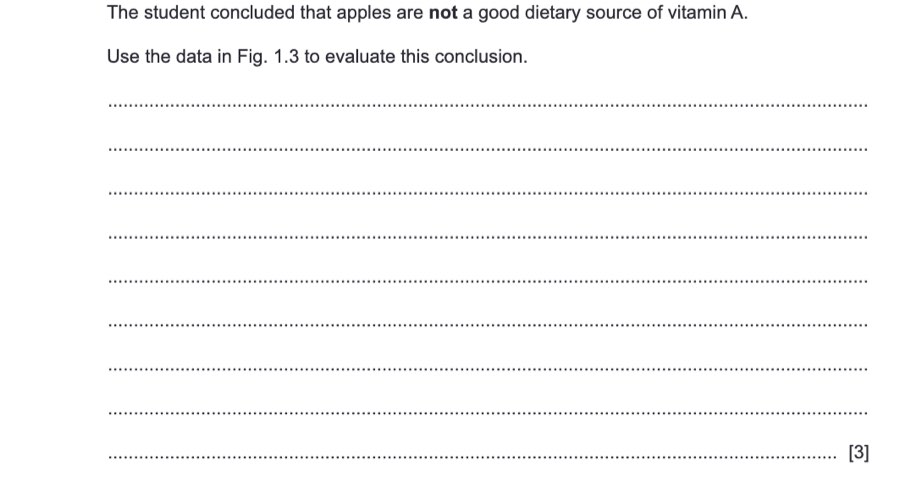 The student concluded that apples are not a good dietary source of vitamin A.
Use the data in Fig. 1.3 to evaluate this conclusion.
[3]